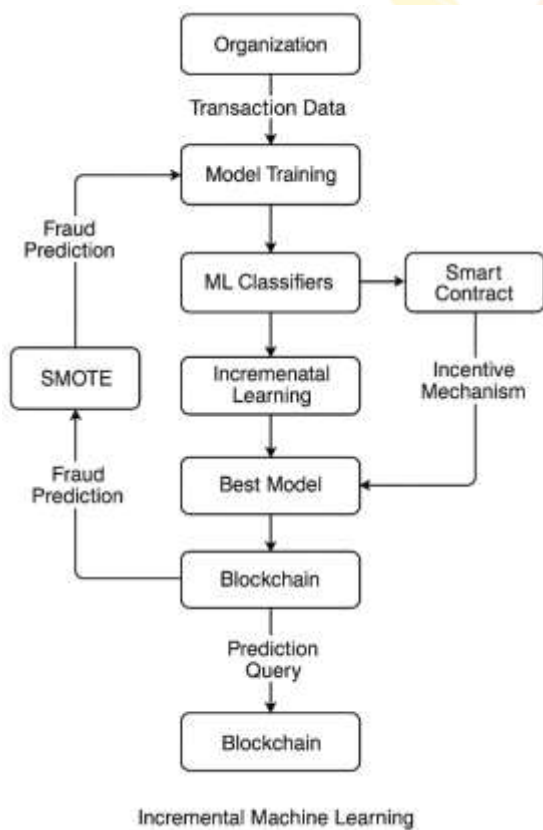 Organization
Transaction Data
Model Training
Fraud
Prediction
ML Classifiers
Smart
Contract
SMOTE
Incremenatal
Learning
Incentive
Mechanism
Fraud
Prediction
Best Model
Blockchain
Prediction
Query
Blockchain
Incremental Machine Learning